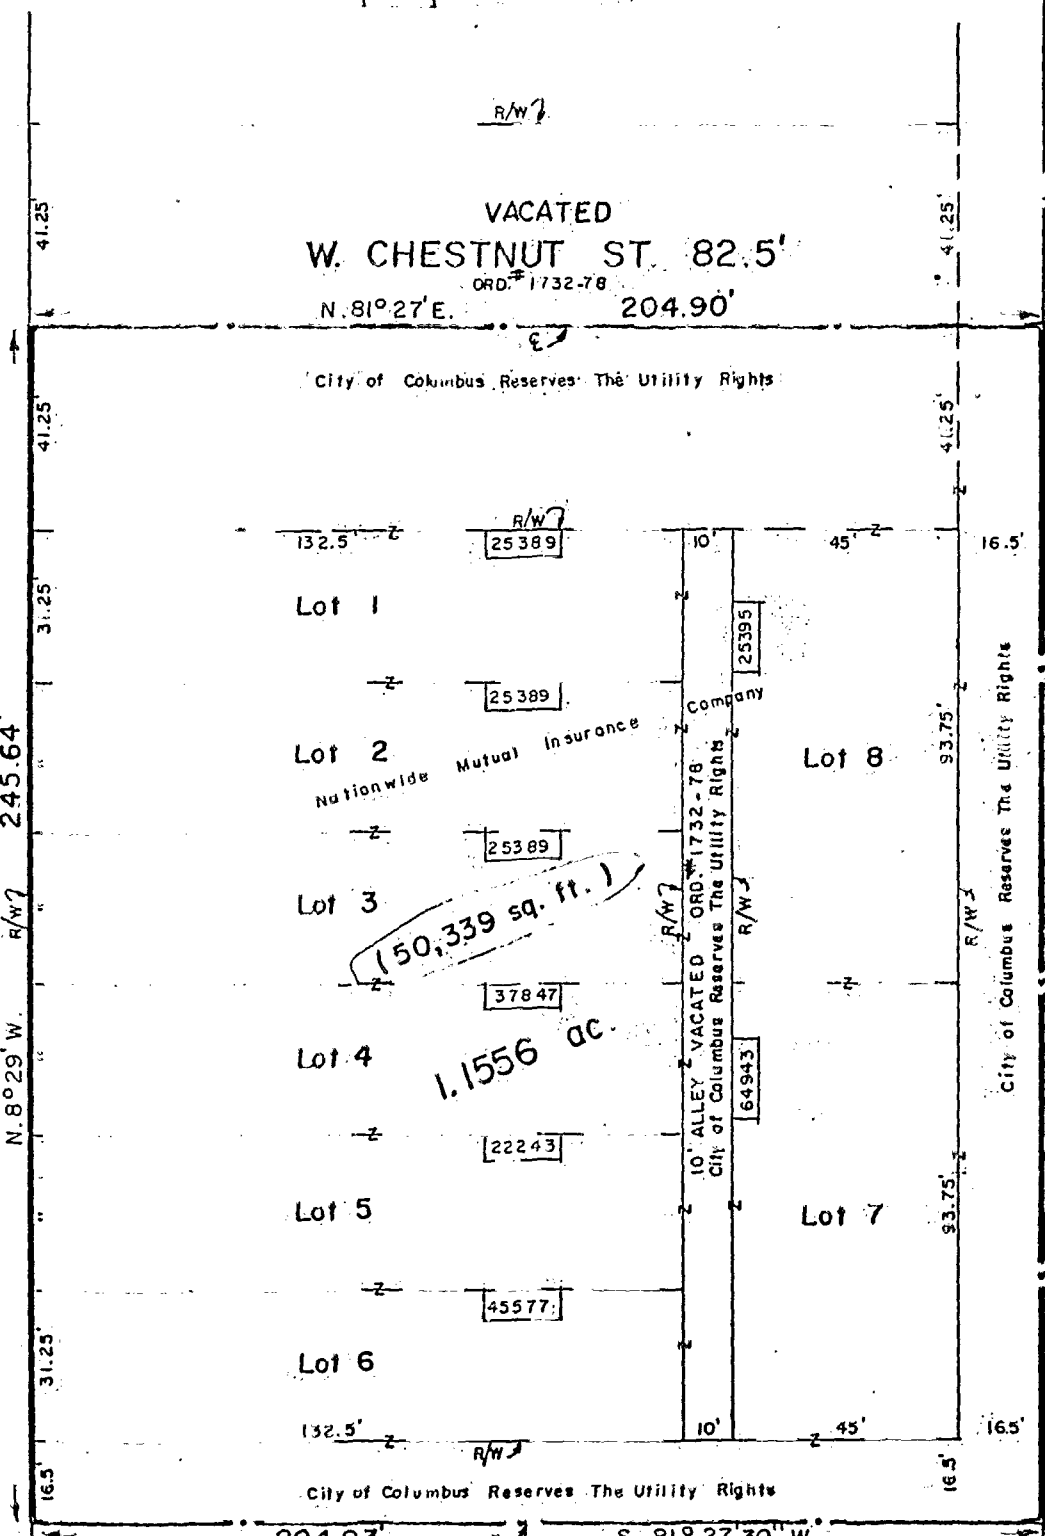 R/W
VACATED
W. CHESTNUT ST. 82.5'
ORD.# 1732-78
N. 81° 27' E. 204.90'
41.25'
41.25'
℄
City of Columbus Reserves The Utility Rights
41.25'
41.25'
R/W
132.5' 25389 10' 45' 16.5'
31.25'
Lot 1
25395
25389
Lot 2
Nationwide Mutual Insurance Company
Lot 8
93.75'
25389
Lot 3
(50,339 sq. ft.)
245.64'
R/W
N. 8° 29' W.
R/W
R/W
R/W
10' ALLEY VACATED ORD.# 1732-78
City of Columbus Reserves The Utility Rights
City of Columbus Reserves The Utility Rights
37847
Lot 4
1.1556 ac.
64943
22243
Lot 5
Lot 7
93.75'
45577
Lot 6
31.25'
132.5' 10' 45' 16.5'
R/W
16.5'
16.5'
City of Columbus Reserves The Utility Rights
204.93' S. 81° 27' 30" W.